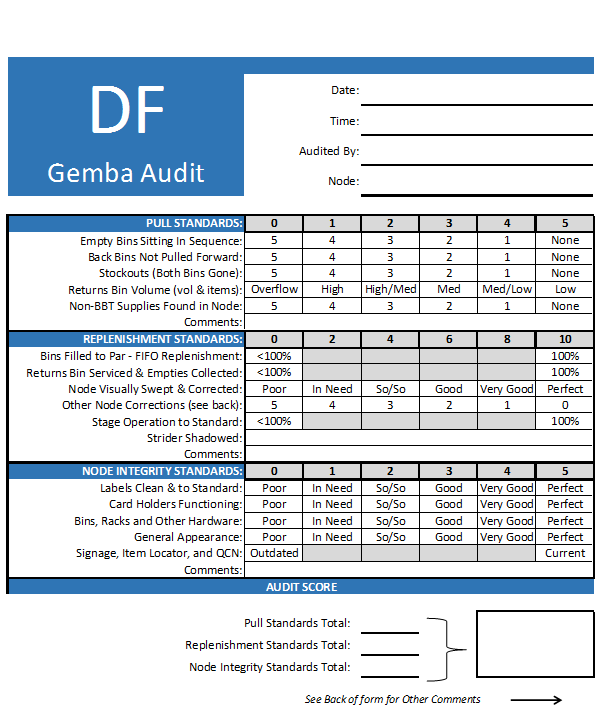 DF
Gemba Audit
Date:
Time:
Audited By:
Node:
PULL STANDARDS: 0 1 2 3 4 5
Empty Bins Sitting In Sequence: 5 4 3 2 1 None
Back Bins Not Pulled Forward: 5 4 3 2 1 None
Stockouts (Both Bins Gone): 5 4 3 2 1 None
Returns Bin Volume (vol & items): Overflow High High/Med Med Med/Low Low
Non-BBT Supplies Found in Node: 5 4 3 2 1 None
Comments:
REPLENISHMENT STANDARDS: 0 2 4 6 8 10
Bins Filled to Par - FIFO Replenishment: <100% 100%
Returns Bin Serviced & Empties Collected: <100% 100%
Node Visually Swept & Corrected: Poor In Need So/So Good Very Good Perfect
Other Node Corrections (see back): 5 4 3 2 1 0
Stage Operation to Standard: <100% 100%
Strider Shadowed:
Comments:
NODE INTEGRITY STANDARDS: 0 1 2 3 4 5
Labels Clean & to Standard: Poor In Need So/So Good Very Good Perfect
Card Holders Functioning: Poor In Need So/So Good Very Good Perfect
Bins, Racks and Other Hardware: Poor In Need So/So Good Very Good Perfect
General Appearance: Poor In Need So/So Good Very Good Perfect
Signage, Item Locator, and QCN: Outdated Current
Comments:
AUDIT SCORE
Pull Standards Total:
Replenishment Standards Total:
Node Integrity Standards Total:
See Back of form for Other Comments